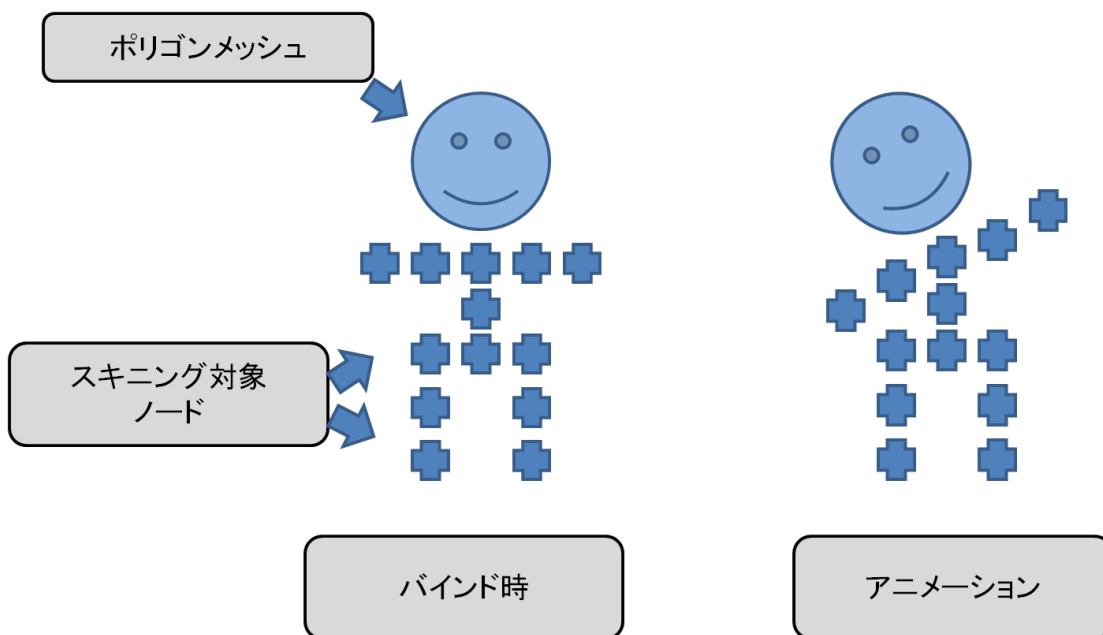 ポリゴンメッシュ
スキニング対象
ノード
バインド時
アニメーション